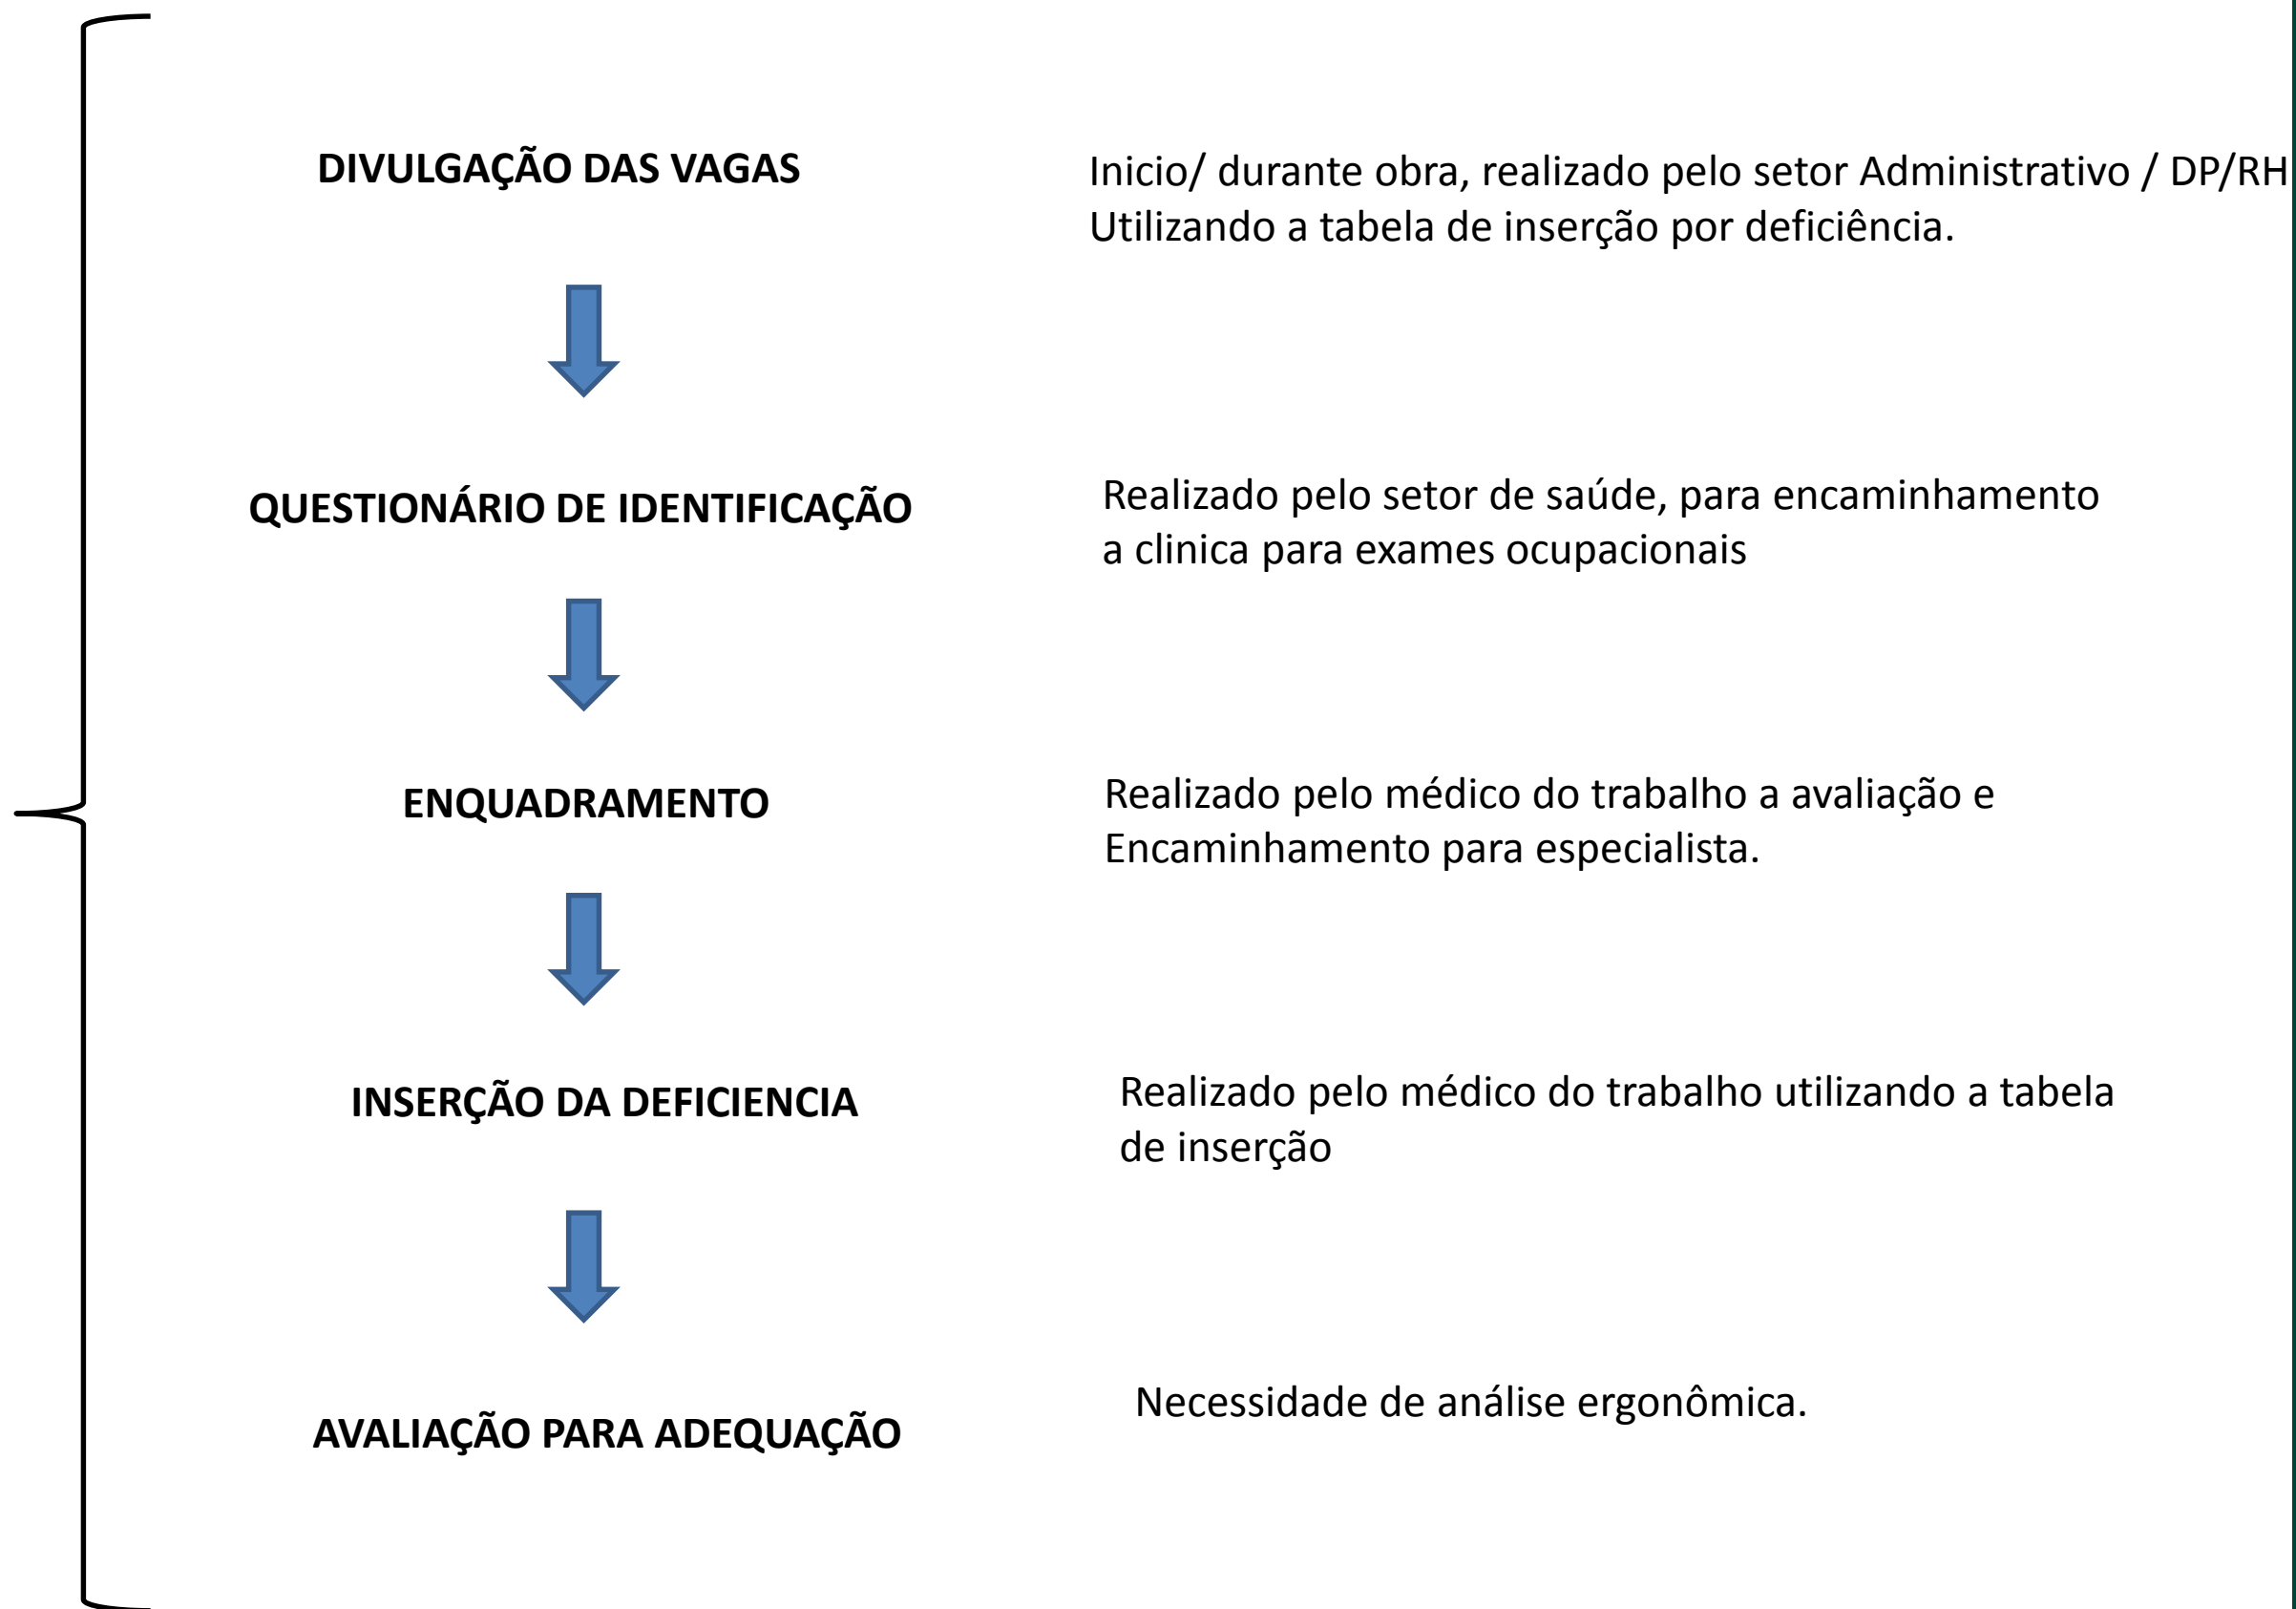 DIVULGAÇÃO DAS VAGAS
Inicio/ durante obra, realizado pelo setor Administrativo / DP/RH
Utilizando a tabela de inserção por deficiência.
QUESTIONÁRIO DE IDENTIFICAÇÃO
Realizado pelo setor de saúde, para encaminhamento
a clinica para exames ocupacionais
ENQUADRAMENTO
Realizado pelo médico do trabalho a avaliação e
Encaminhamento para especialista.
INSERÇÃO DA DEFICIENCIA
Realizado pelo médico do trabalho utilizando a tabela
de inserção
AVALIAÇÃO PARA ADEQUAÇÃO
Necessidade de análise ergonômica.